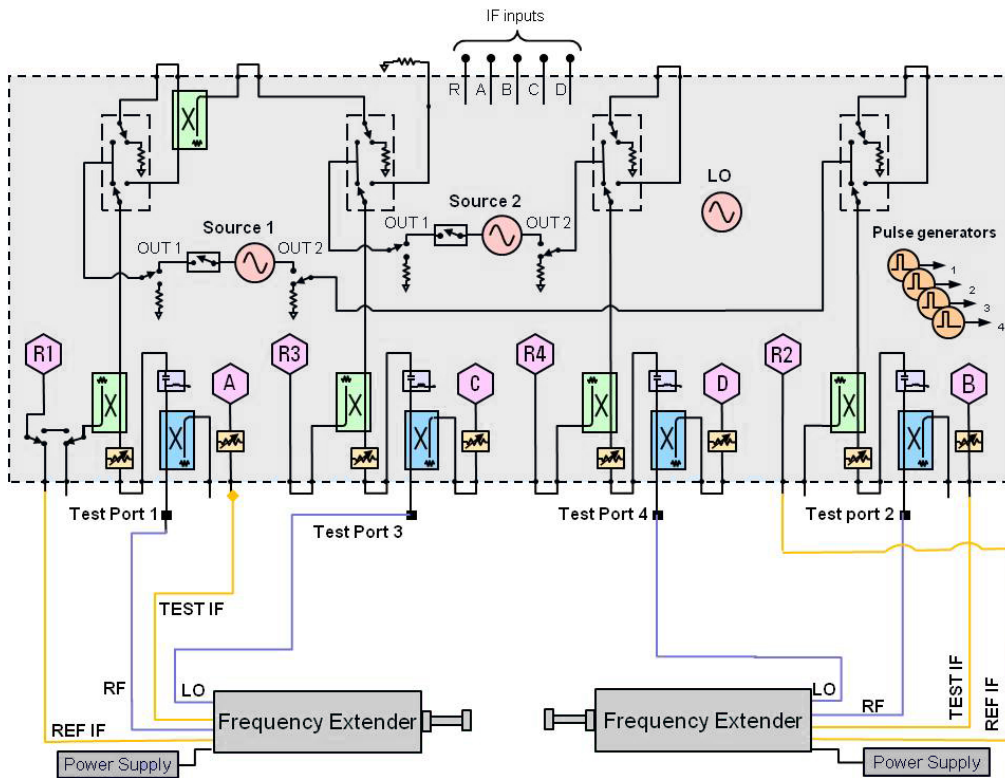 IF inputs
R A B C D
LO
Source 2
OUT 1
OUT 2
Source 1
OUT 1
OUT 2
Pulse generators
1
2
3
4
R1
A
R3
C
R4
D
R2
B
Test Port 1
Test Port 3
Test Port 4
Test port 2
TEST IF
RF
LO
REF IF
Frequency Extender
Power Supply
LO
RF
TEST IF
REF IF
Frequency Extender
Power Supply